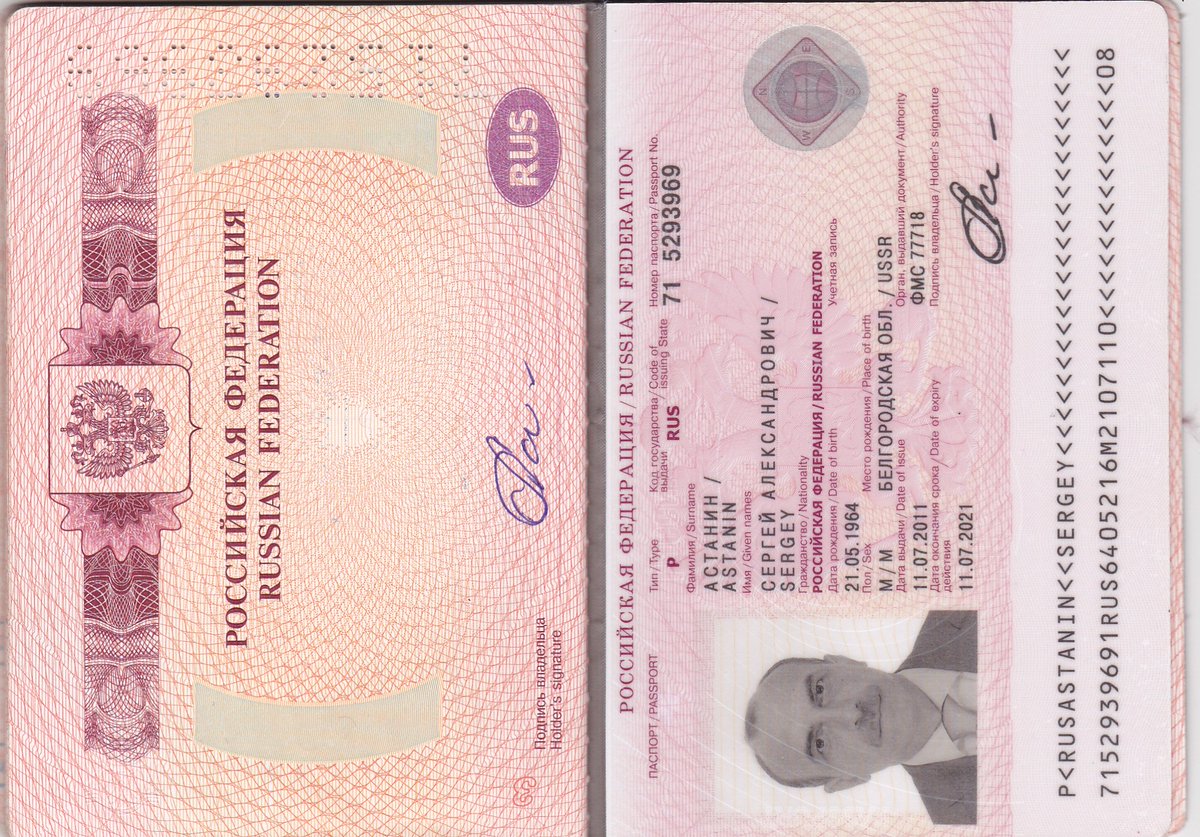 РОССИЙСКАЯ ФЕДЕРАЦИЯ
RUSSIAN FEDERATION
RUS
Подпись владельца
Holder's signature
РОССИЙСКАЯ ФЕДЕРАЦИЯ / RUSSIAN FEDERATION
ПАСПОРТ / PASSPORT
Тип / Type
Код государства / Code of
выдачи issuing State
Номер паспорта / Passport No.
P RUS 71 5293969
Фамилия / Surname
АСТАНИН /
ASTANIN
Имя / Given names
СЕРГЕЙ АЛЕКСАНДРОВИЧ /
SERGEY
Гражданство / Nationality
РОССИЙСКАЯ ФЕДЕРАЦИЯ / RUSSIAN FEDERATION
Дата рождения / Date of birth
Учетная запись
21.05.1964
Пол / Sex
Место рождения / Place of birth
М / M БЕЛГОРОДСКАЯ ОБЛ. / USSR
Дата выдачи / Date of issue
Орган, выдавший документ / Authority
11.07.2011 ФМС 77718
Дата окончания срока / Date of expiry
действия
Подпись владельца / Holder's signature
11.07.2021
N
E
S
W
P<RUSASTANIN<<SERGEY<<<<<<<<<<<<<<<<<<<<<<<<
7152939691RUS6405216M2107110<<<<<<<<<<<<<<08